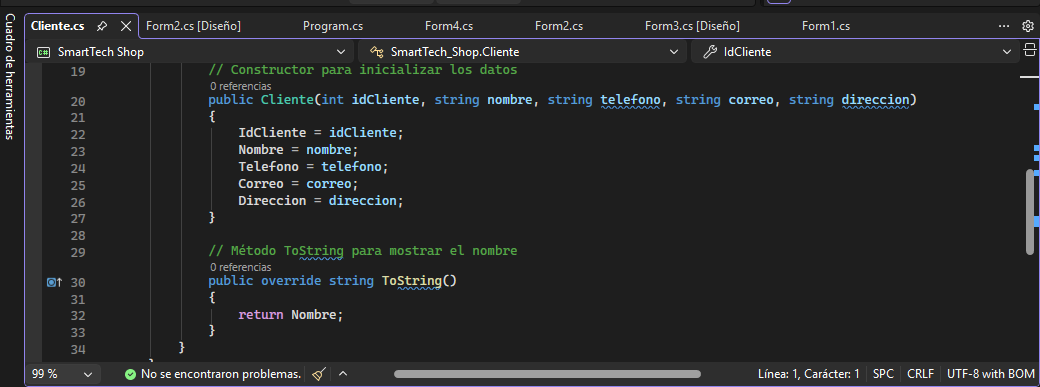 Cuadro de herramientas
Cliente.cs
Form2.cs [Diseño]
Program.cs
Form4.cs
Form2.cs
Form3.cs [Diseño]
Form1.cs
C# SmartTech Shop
SmartTech_Shop.Cliente
IdCliente
19 // Constructor para inicializar los datos
0 referencias
20 public Cliente(int idCliente, string nombre, string telefono, string correo, string direccion)
21 {
22 IdCliente = idCliente;
23 Nombre = nombre;
24 Telefono = telefono;
25 Correo = correo;
26 Direccion = direccion;
27 }
28
29 // Método ToString para mostrar el nombre
0 referencias
30 public override string ToString()
31 {
32 return Nombre;
33 }
34 }
99 %
No se encontraron problemas.
Línea: 1, Carácter: 1
SPC
CRLF
UTF-8 with BOM